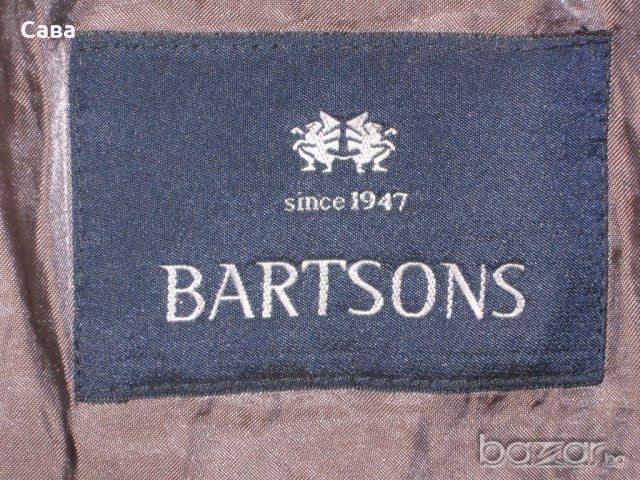 Сава
since 1947
BARTSONS
bazar.bg